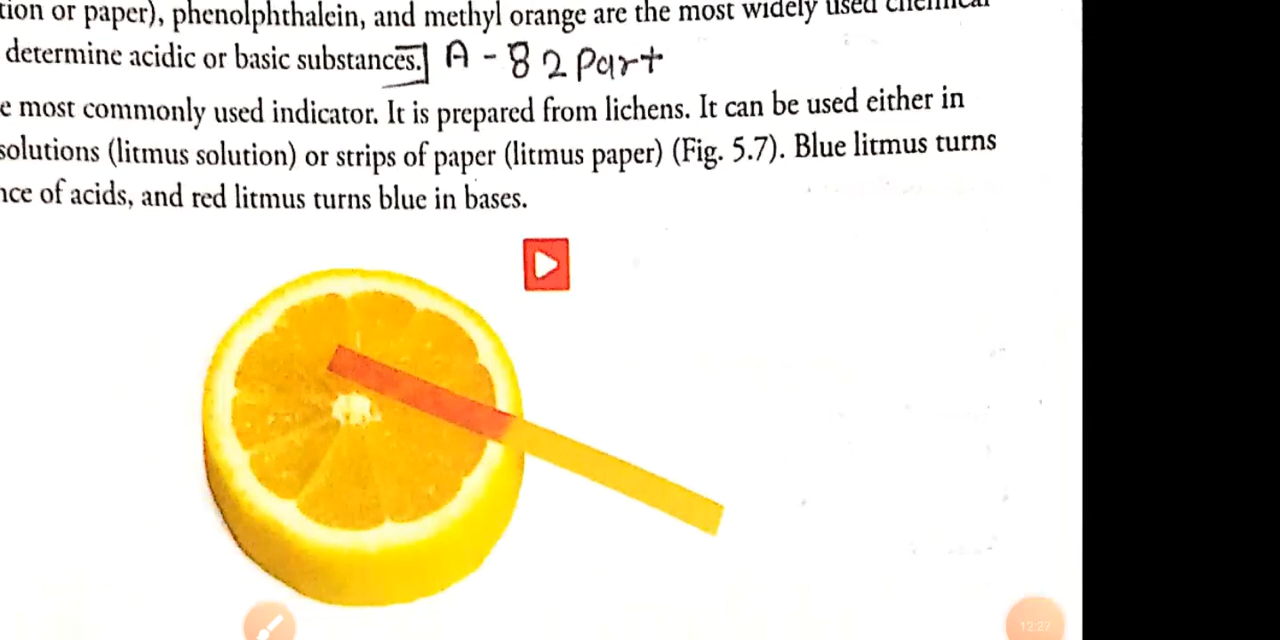 tion or paper), phenolphthalein, and methyl orange are the most widely used chemical
determine acidic or basic substances.] A - 8 2 Part
e most commonly used indicator. It is prepared from lichens. It can be used either in
solutions (litmus solution) or strips of paper (litmus paper) (Fig. 5.7). Blue litmus turns
nce of acids, and red litmus turns blue in bases.
12:27